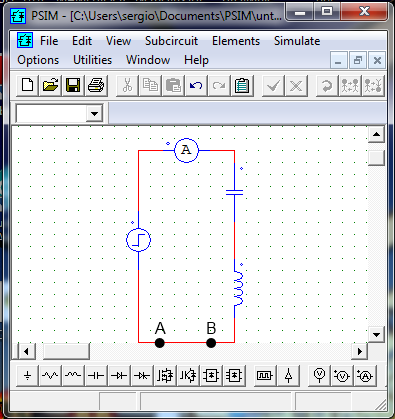 PSIM - [C:\Users\sergio\Documents\PSIM\unt...
File Edit View Subcircuit Elements Simulate
Options Utilities Window Help
A
A B
V V A